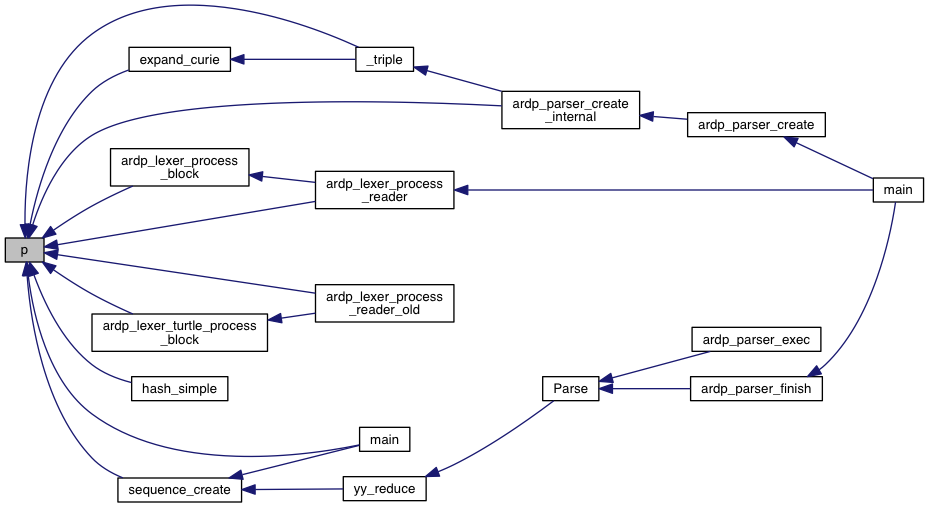 expand_curie
_triple
ardp_parser_create
_internal
ardp_parser_create
ardp_lexer_process
_block
ardp_lexer_process
_reader
main
p
ardp_lexer_process
_reader_old
ardp_lexer_turtle_process
_block
ardp_parser_exec
hash_simple
Parse
ardp_parser_finish
main
sequence_create
yy_reduce